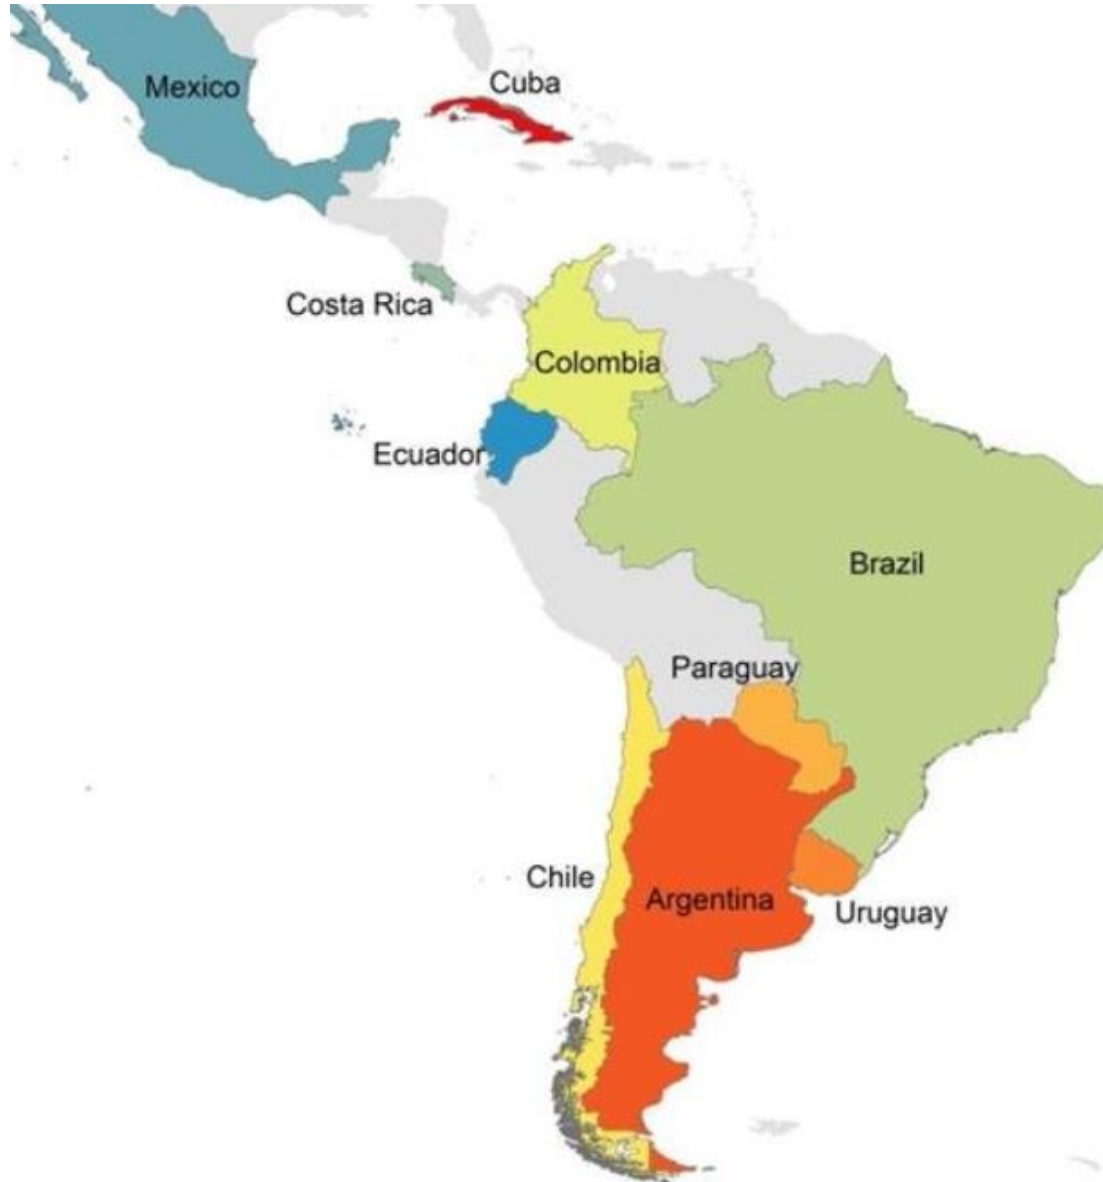 Mexico
Cuba
Costa Rica
Colombia
Ecuador
Brazil
Paraguay
Chile
Argentina
Uruguay